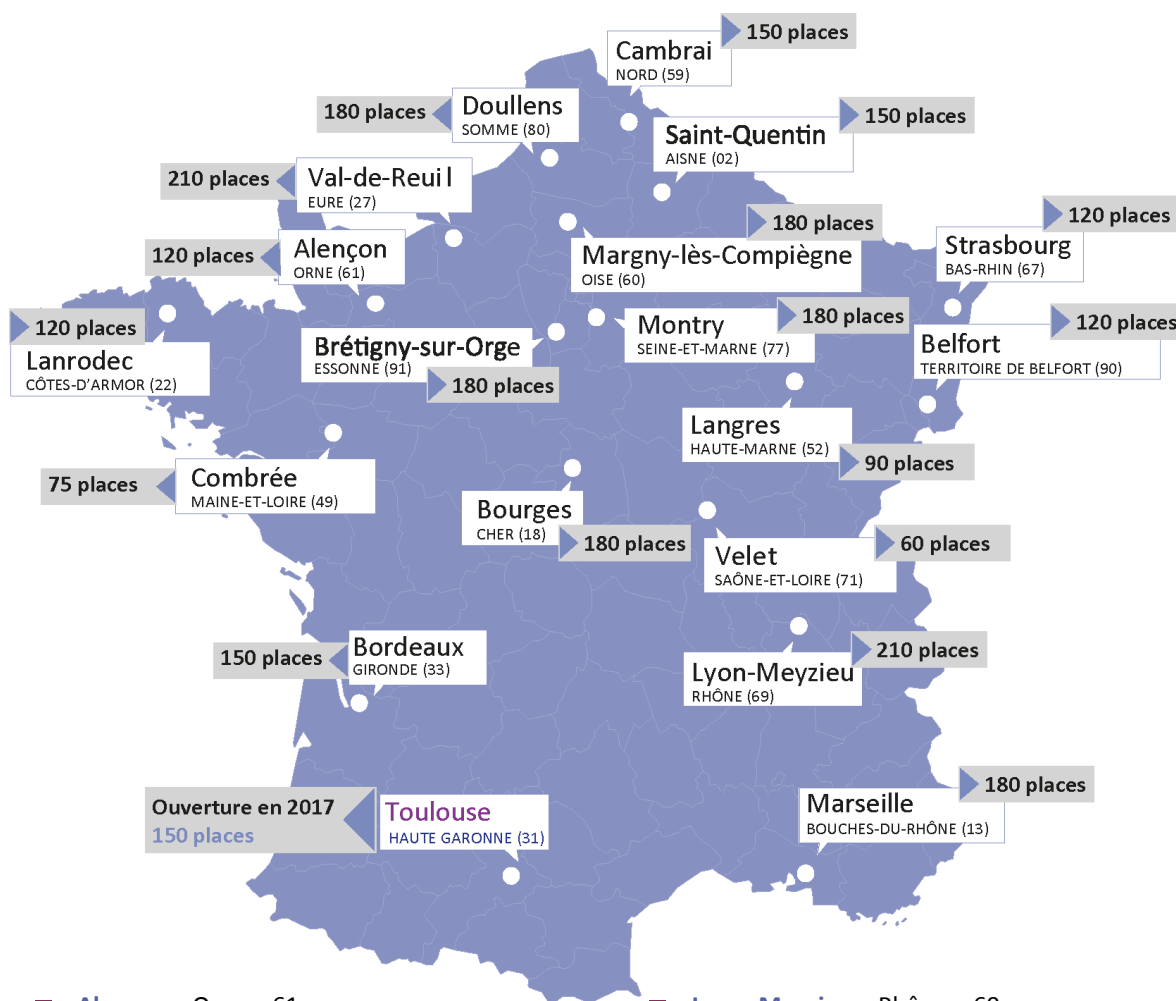 150 places
Cambrai
NORD (59)
180 places
Doullens
SOMME (80)
150 places
Saint-Quentin
AISNE (02)
210 places
Val-de-Reuil
EURE (27)
180 places
Margny-lès-Compiègne
OISE (60)
120 places
Strasbourg
BAS-RHIN (67)
120 places
Alençon
ORNE (61)
120 places
Lanrodec
CÔTES-D'ARMOR (22)
Brétigny-sur-Orge
ESSONNE (91)
180 places
180 places
Montry
SEINE-ET-MARNE (77)
120 places
Belfort
TERRITOIRE DE BELFORT (90)
Langres
HAUTE-MARNE (52)
90 places
75 places
Combrée
MAINE-ET-LOIRE (49)
Bourges
CHER (18)
180 places
60 places
Velet
SAÔNE-ET-LOIRE (71)
150 places
Bordeaux
GIRONDE (33)
210 places
Lyon-Meyzieu
RHÔNE (69)
Ouverture en 2017
150 places
Toulouse
HAUTE GARONNE (31)
180 places
Marseille
BOUCHES-DU-RHÔNE (13)